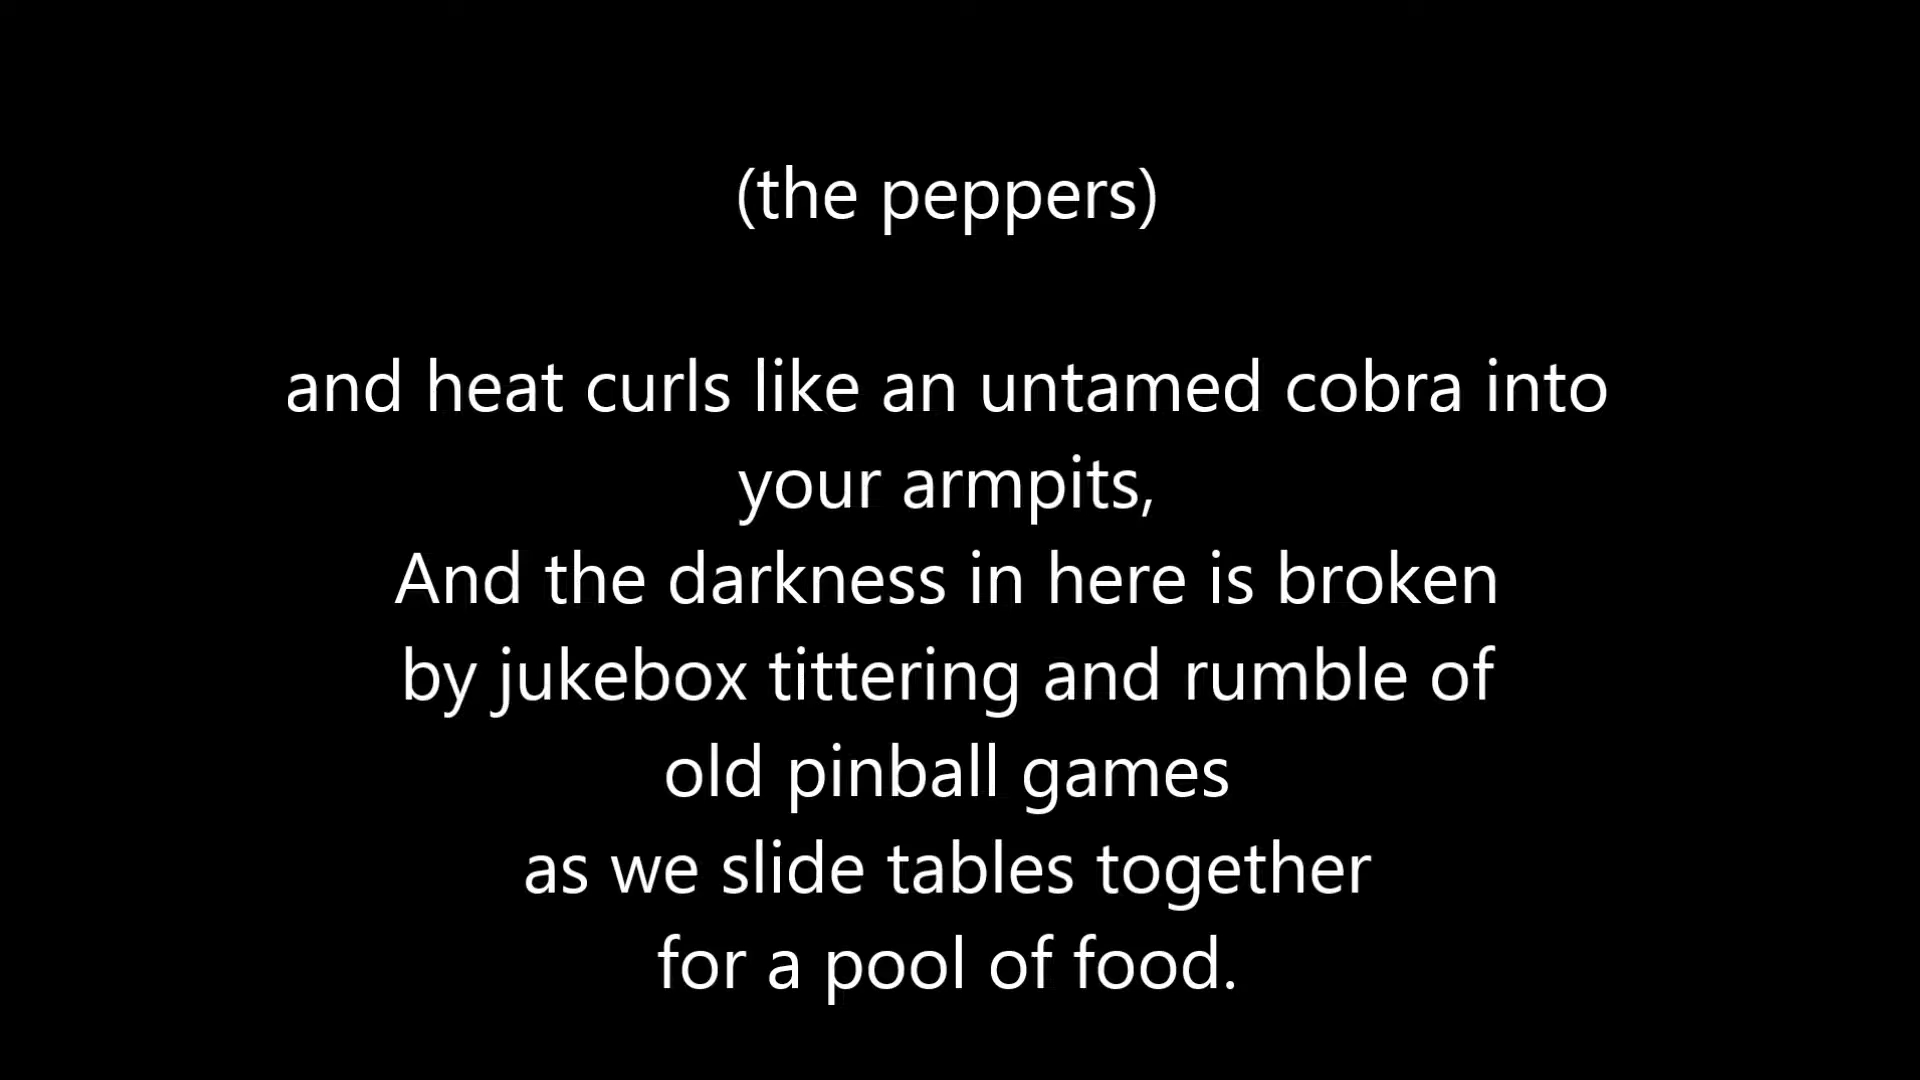 (the peppers)
and heat curls like an untamed cobra into
your armpits,
And the darkness in here is broken
by jukebox tittering and rumble of
old pinball games
as we slide tables together
for a pool of food.